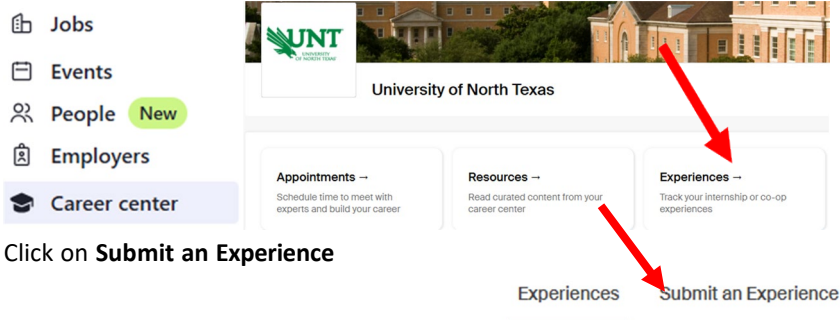 Jobs
Events
People New
Employers
Career center
UNT
UNIVERSITY
OF NORTH TEXAS
University of North Texas
Appointments →
Schedule time to meet with
experts and build your career
Resources →
Read curated content from your
career center
Experiences →
Track your internship or co-op
experiences
Click on Submit an Experience
Experiences Submit an Experience